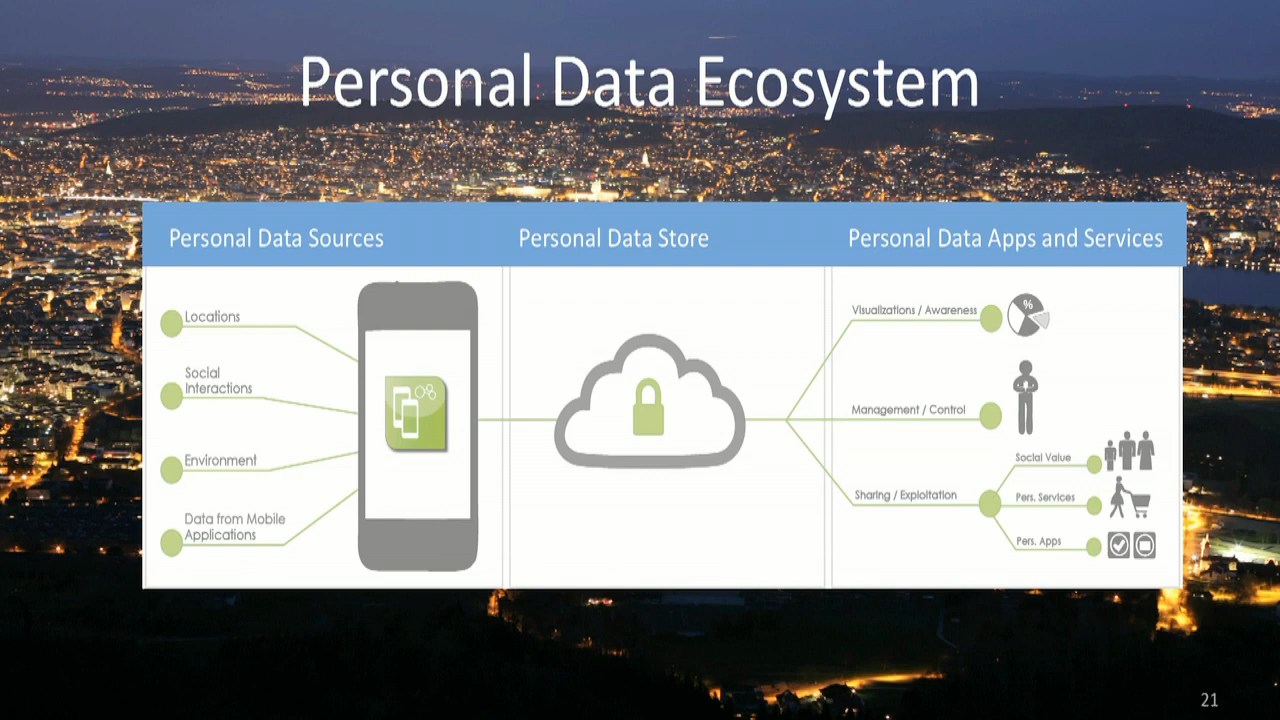 Personal Data Ecosystem
Personal Data Sources
Personal Data Store
Personal Data Apps and Services
Locations
Social
Interactions
Environment
Data from Mobile
Applications
Visualizations / Awareness
%
Management / Control
Sharing / Exploitation
Social Value
Pers. Services
Pers. Apps
21